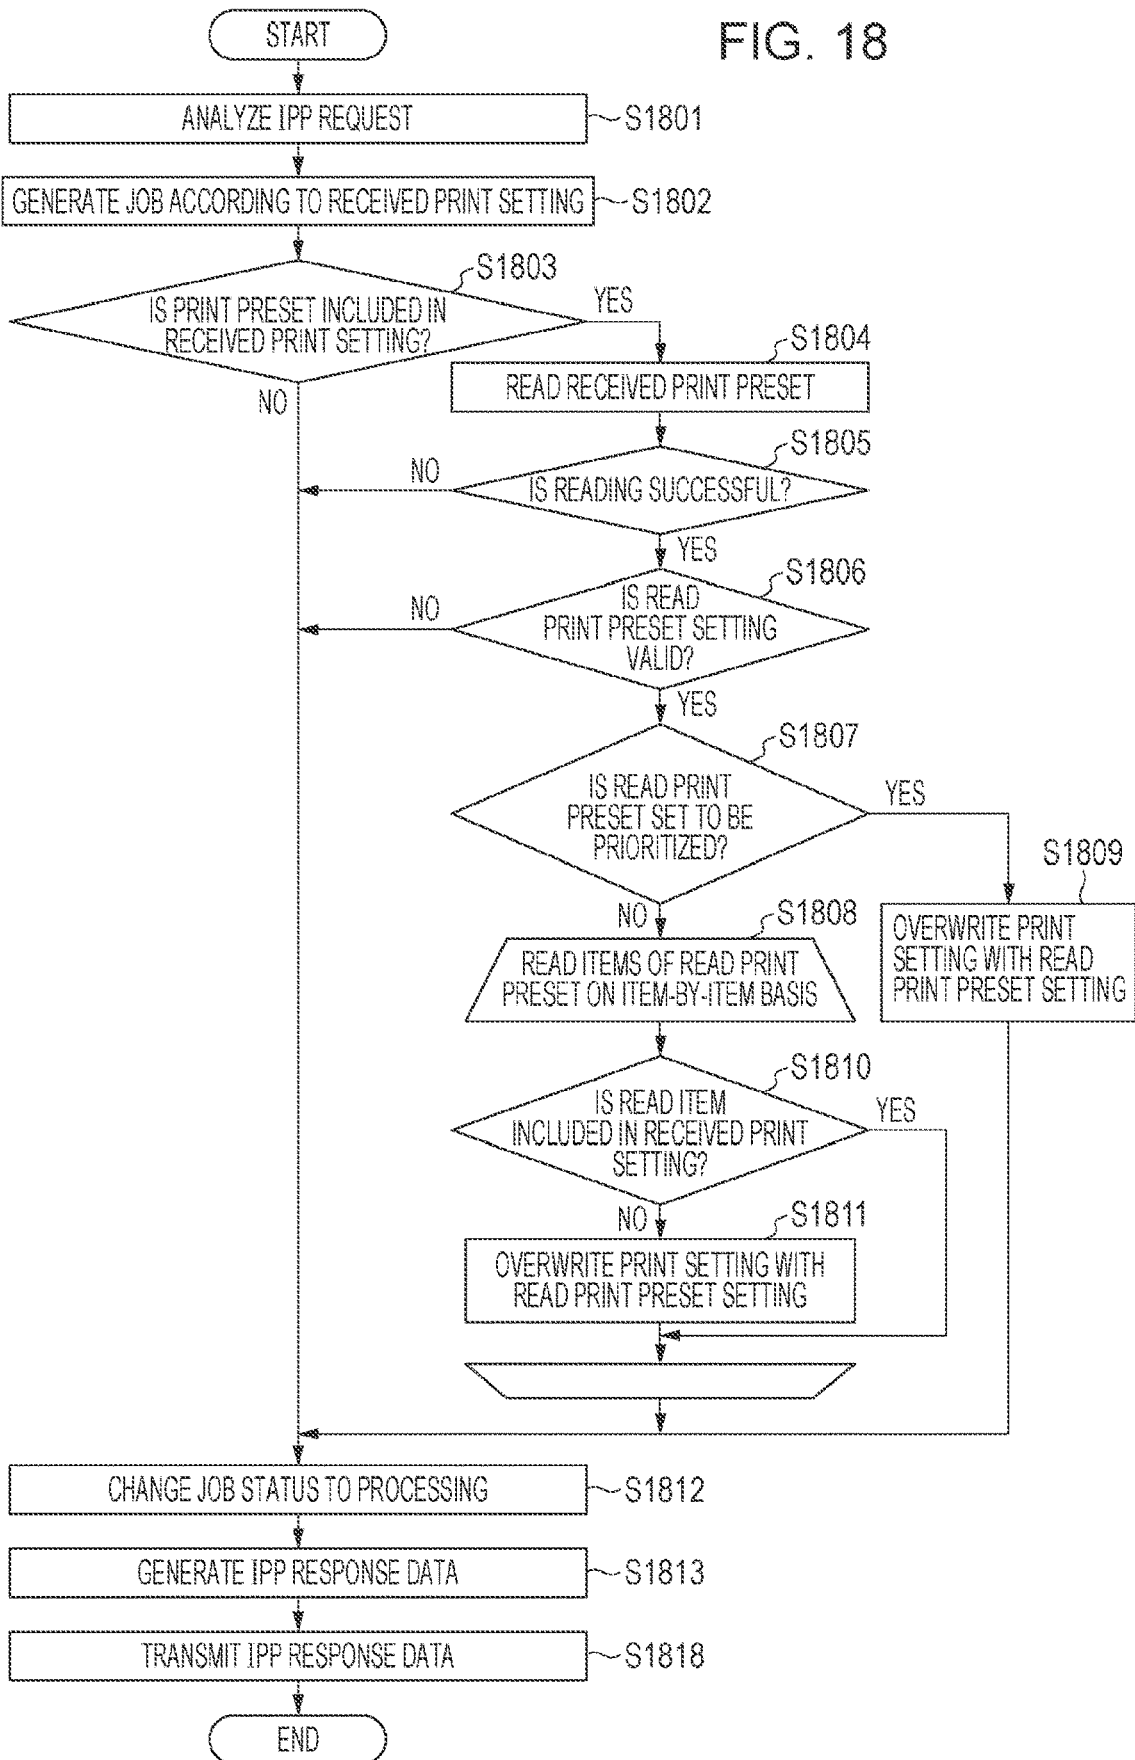 FIG. 18
START
ANALYZE IPP REQUEST
S1801
GENERATE JOB ACCORDING TO RECEIVED PRINT SETTING
S1802
S1803
IS PRINT PRESET INCLUDED IN
RECEIVED PRINT SETTING?
YES
NO
S1804
READ RECEIVED PRINT PRESET
S1805
IS READING SUCCESSFUL?
NO
YES
S1806
IS READ
PRINT PRESET SETTING
VALID?
NO
YES
S1807
IS READ PRINT
PRESET SET TO BE
PRIORITIZED?
YES
NO
S1809
OVERWRITE PRINT
SETTING WITH READ
PRINT PRESET SETTING
S1808
READ ITEMS OF READ PRINT
PRESET ON ITEM-BY-ITEM BASIS
S1810
IS READ ITEM
INCLUDED IN RECEIVED PRINT
SETTING?
YES
NO
S1811
OVERWRITE PRINT SETTING WITH
READ PRINT PRESET SETTING
CHANGE JOB STATUS TO PROCESSING
S1812
GENERATE IPP RESPONSE DATA
S1813
TRANSMIT IPP RESPONSE DATA
S1818
END